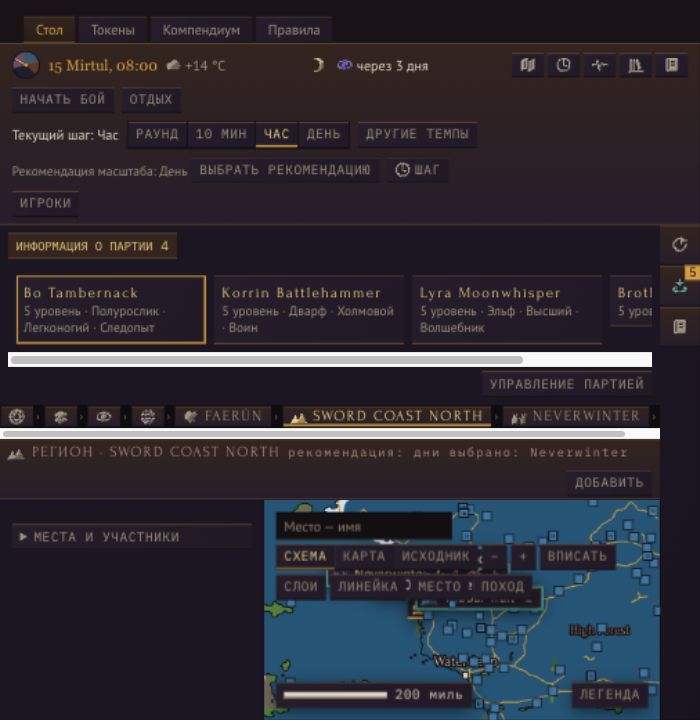 Стол Токены Компендиум Правила
15 Mirtul, 08:00 +14 °C через 3 дня
НАЧАТЬ БОЙ ОТДЫХ
Текущий шаг: Час РАУНД 10 МИН ЧАС ДЕНЬ ДРУГИЕ ТЕМПЫ
Рекомендация масштаба: День ВЫБРАТЬ РЕКОМЕНДАЦИЮ ШАГ
ИГРОКИ
ИНФОРМАЦИЯ О ПАРТИИ 4
5
Bo Tambernack
5 уровень · Полурослик ·
Легконогий · Следопыт
Korrin Battlehammer
5 уровень · Дварф · Холмовой
· Воин
Lyra Moonwhisper
5 уровень · Эльф · Высший ·
Волшебник
УПРАВЛЕНИЕ ПАРТИЕЙ
FAERÛN SWORD COAST NORTH NEVERWINTER
РЕГИОН · SWORD COAST NORTH рекомендация: дни выбрано: Neverwinter
ДОБАВИТЬ
МЕСТА И УЧАСТНИКИ
Место — имя
СХЕМА КАРТА ИСХОДНИК − + ВПИСАТЬ
СЛОИ ЛИНЕЙКА МЕСТО ПОХОД
200 миль ЛЕГЕНДА